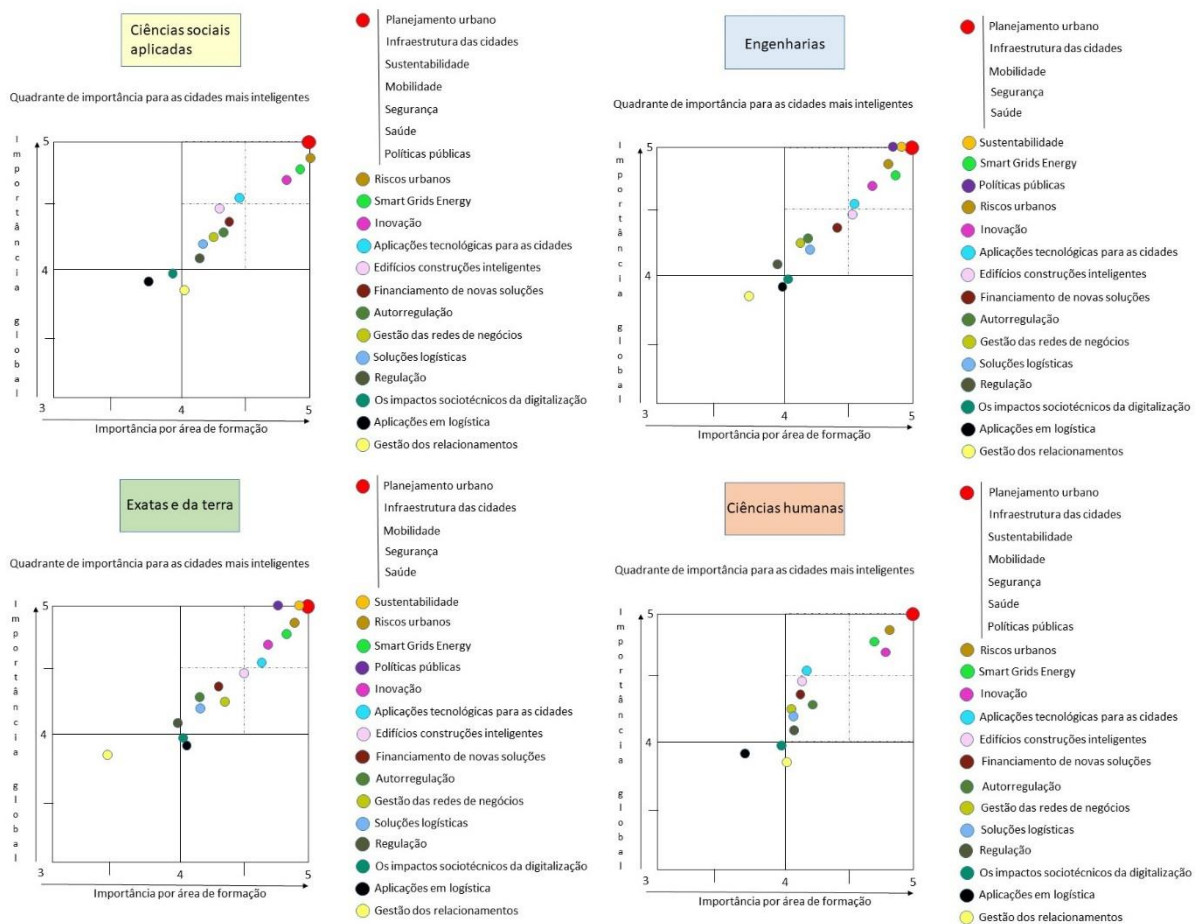 Ciências sociais
aplicadas
Quadrante de importância para as cidades mais inteligentes
Importância global
5
4
3
4
5
Importância por área de formação
Planejamento urbano
Infraestrutura das cidades
Sustentabilidade
Mobilidade
Segurança
Saúde
Políticas públicas
Riscos urbanos
Smart Grids Energy
Inovação
Aplicações tecnológicas para as cidades
Edifícios construções inteligentes
Financiamento de novas soluções
Autorregulação
Gestão das redes de negócios
Soluções logísticas
Regulação
Os impactos sociotécnicos da digitalização
Aplicações em logística
Gestão dos relacionamentos
Engenharias
Quadrante de importância para as cidades mais inteligentes
Importância global
5
4
3
4
5
Importância por área de formação
Planejamento urbano
Infraestrutura das cidades
Mobilidade
Segurança
Saúde
Sustentabilidade
Smart Grids Energy
Políticas públicas
Riscos urbanos
Inovação
Aplicações tecnológicas para as cidades
Edifícios construções inteligentes
Financiamento de novas soluções
Autorregulação
Gestão das redes de negócios
Soluções logísticas
Regulação
Os impactos sociotécnicos da digitalização
Aplicações em logística
Gestão dos relacionamentos
Exatas e da terra
Quadrante de importância para as cidades mais inteligentes
Importância global
5
4
3
4
5
Importância por área de formação
Planejamento urbano
Infraestrutura das cidades
Mobilidade
Segurança
Saúde
Sustentabilidade
Riscos urbanos
Smart Grids Energy
Políticas públicas
Inovação
Aplicações tecnológicas para as cidades
Edifícios construções inteligentes
Financiamento de novas soluções
Autorregulação
Gestão das redes de negócios
Soluções logísticas
Regulação
Os impactos sociotécnicos da digitalização
Aplicações em logística
Gestão dos relacionamentos
Ciências humanas
Quadrante de importância para as cidades mais inteligentes
Importância global
5
4
3
4
5
Importância por área de formação
Planejamento urbano
Infraestrutura das cidades
Sustentabilidade
Mobilidade
Segurança
Saúde
Políticas públicas
Riscos urbanos
Smart Grids Energy
Inovação
Aplicações tecnológicas para as cidades
Edifícios construções inteligentes
Financiamento de novas soluções
Autorregulação
Gestão das redes de negócios
Soluções logísticas
Regulação
Os impactos sociotécnicos da digitalização
Aplicações em logística
Gestão dos relacionamentos